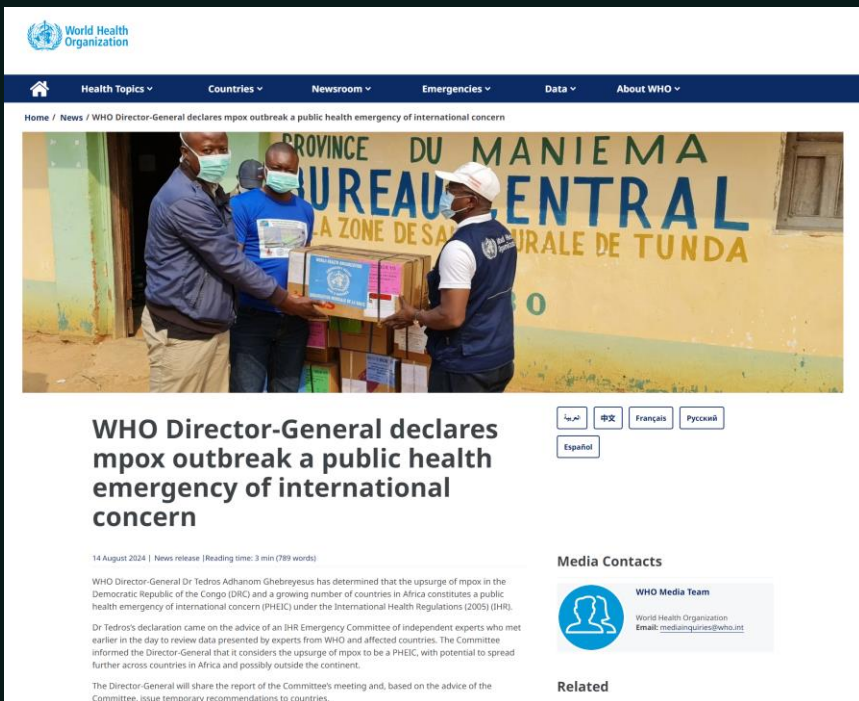 World Health
Organization
Health Topics
Countries
Newsroom
Emergencies
Data
About WHO
Home / News / WHO Director-General declares mpox outbreak a public health emergency of international concern
PROVINCE DU MANIEMA
BUREAU CENTRAL
LA ZONE DE SA URALE DE TUNDA
O
WHO Director-General declares
mpox outbreak a public health
emergency of international
concern
العربية
中文
Français
Русский
Español
14 August 2024 | News release |Reading time: 3 min (789 words)
WHO Director-General Dr Tedros Adhanom Ghebreyesus has determined that the upsurge of mpox in the
Democratic Republic of the Congo (DRC) and a growing number of countries in Africa constitutes a public
health emergency of international concern (PHEIC) under the International Health Regulations (2005) (IHR).
Dr Tedros's declaration came on the advice of an IHR Emergency Committee of independent experts who met
earlier in the day to review data presented by experts from WHO and affected countries. The Committee
informed the Director-General that it considers the upsurge of mpox to be a PHEIC, with potential to spread
further across countries in Africa and possibly outside the continent.
The Director-General will share the report of the Committee's meeting and, based on the advice of the
Committee, issue temporary recommendations to countries.
Media Contacts
WHO Media Team
World Health Organization
Email: mediainquiries@who.int
Related